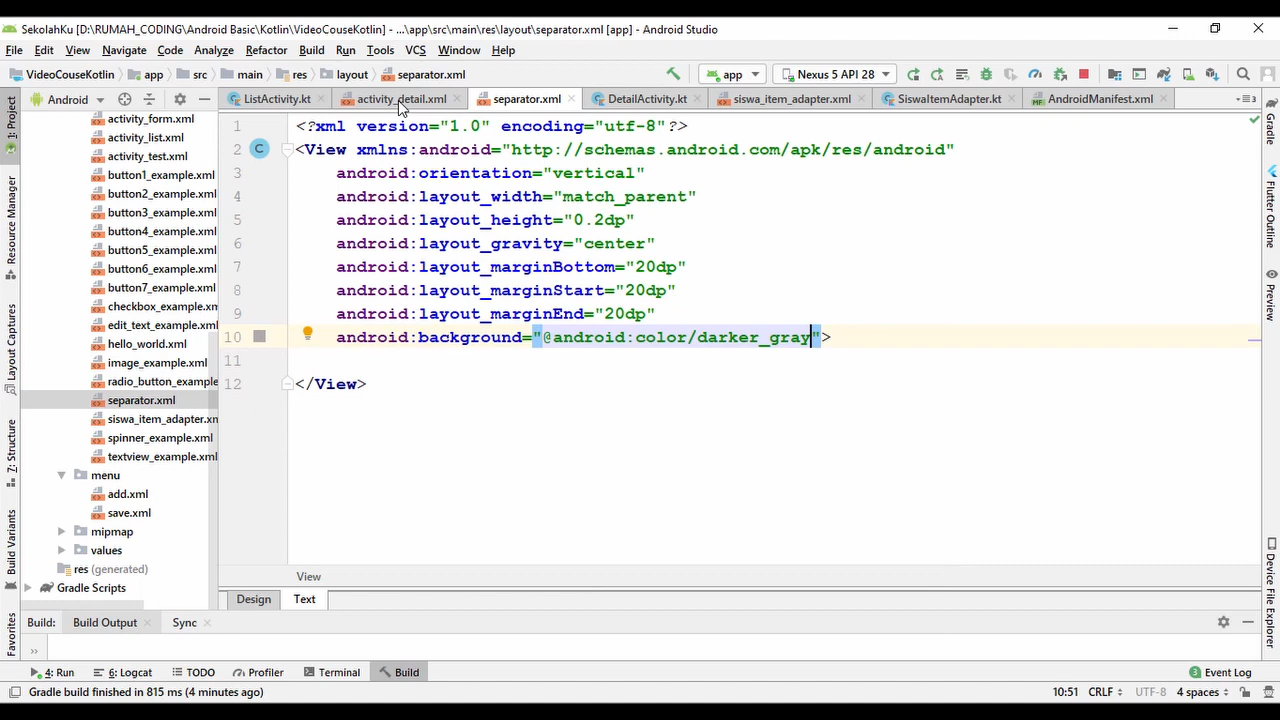 SekolahKu [D:\RUMAH_CODING\Android Basic\Kotlin\VideoCouseKotlin] - ...\app\src\main\res\layout\separator.xml [app] - Android Studio
File Edit View Navigate Code Analyze Refactor Build Run Tools VCS Window Help
VideoCouseKotlin app src main res layout separator.xml app Nexus 5 API 28
Android ListActivity.kt activity_detail.xml separator.xml DetailActivity.kt siswa_item_adapter.xml SiswaItemAdapter.kt AndroidManifest.xml
1: Project
Resource Manager
Layout Captures
Z: Structure
Build Variants
Favorites
activity_form.xml
activity_list.xml
activity_test.xml
button1_example.xml
button2_example.xml
button3_example.xml
button4_example.xml
button5_example.xml
button6_example.xml
button7_example.xml
checkbox_example.xm
edit_text_example.xml
hello_world.xml
image_example.xml
radio_button_example
separator.xml
siswa_item_adapter.xm
spinner_example.xml
textview_example.xml
menu
add.xml
save.xml
mipmap
values
res (generated)
Gradle Scripts
1 <?xml version="1.0" encoding="utf-8"?>
2 <View xmlns:android="http://schemas.android.com/apk/res/android"
3 android:orientation="vertical"
4 android:layout_width="match_parent"
5 android:layout_height="0.2dp"
6 android:layout_gravity="center"
7 android:layout_marginBottom="20dp"
8 android:layout_marginStart="20dp"
9 android:layout_marginEnd="20dp"
10 android:background="@android:color/darker_gray">
11
12 </View>
View
Design Text
Gradle
Flutter Outline
Preview
Device File Explorer
Build: Build Output Sync
4: Run 6: Logcat TODO Profiler Terminal Build 3 Event Log
Gradle build finished in 815 ms (4 minutes ago) 10:51 CRLF UTF-8 4 spaces